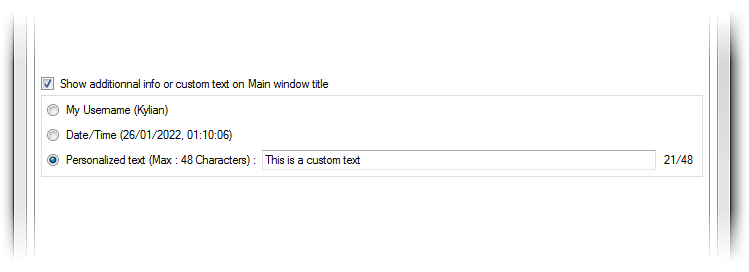 Show additionnal info or custom text on Main window title
My Username (Kylian)
Date/Time (26/01/2022, 01:10:06)
Personalized text (Max : 48 Characters) : This is a custom text 21/48